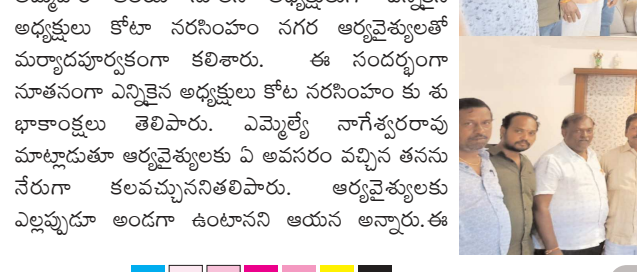 అధ్యక్షులు కోటా నరసింహం నగర ఆర్యవైశ్యులతో
మర్యాదపూర్వకంగా కలిశారు. ఈ సందర్భంగా
నూతనంగా ఎన్నికైన అధ్యక్షులు కోట నరసింహం కు శు
భాకాంక్షలు తెలిపారు. ఎమ్మెల్యే నాగేశ్వరరావు
మాట్లాడుతూ ఆర్యవైశ్యులకు ఏ అవసరం వచ్చిన తనను
నేరుగా కలవచ్చుననితలిపారు. ఆర్యవైశ్యులకు
ఎల్లప్పుడూ అండగా ఉంటానని ఆయన అన్నారు.ఈ